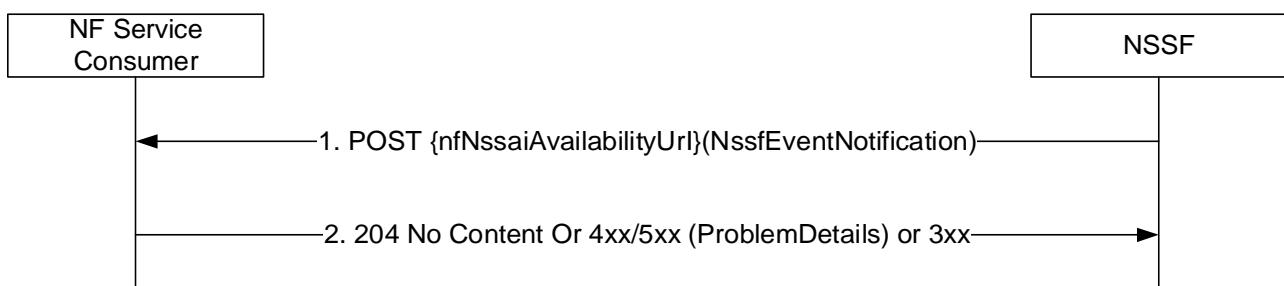 NF Service
Consumer
NSSF
1. POST {nfNssaiAvailabilityUrl}(NssfEventNotification)
2. 204 No Content Or 4xx/5xx (ProblemDetails) or 3xx